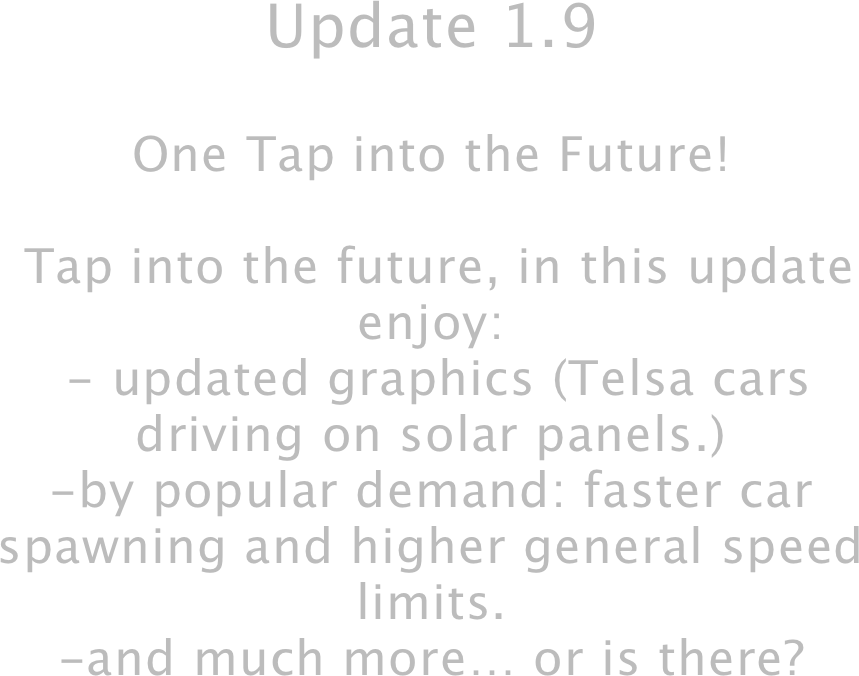 Update 1.9
One Tap into the Future!
Tap into the future, in this update
enjoy:
- updated graphics (Telsa cars
driving on solar panels.)
-by popular demand: faster car
spawning and higher general speed
limits.
-and much more... or is there?